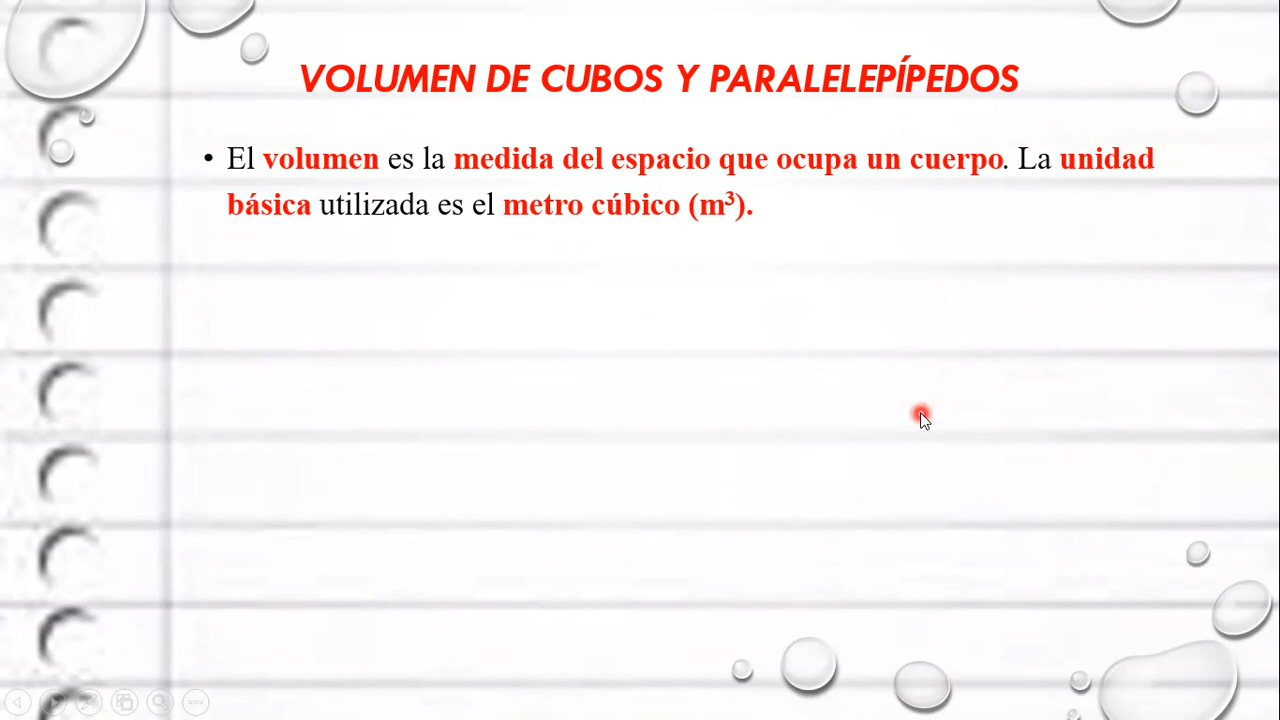 VOLUMEN DE CUBOS Y PARALELEPÍPEDOS
• El volumen es la medida del espacio que ocupa un cuerpo. La unidad
básica utilizada es el metro cúbico (m³).